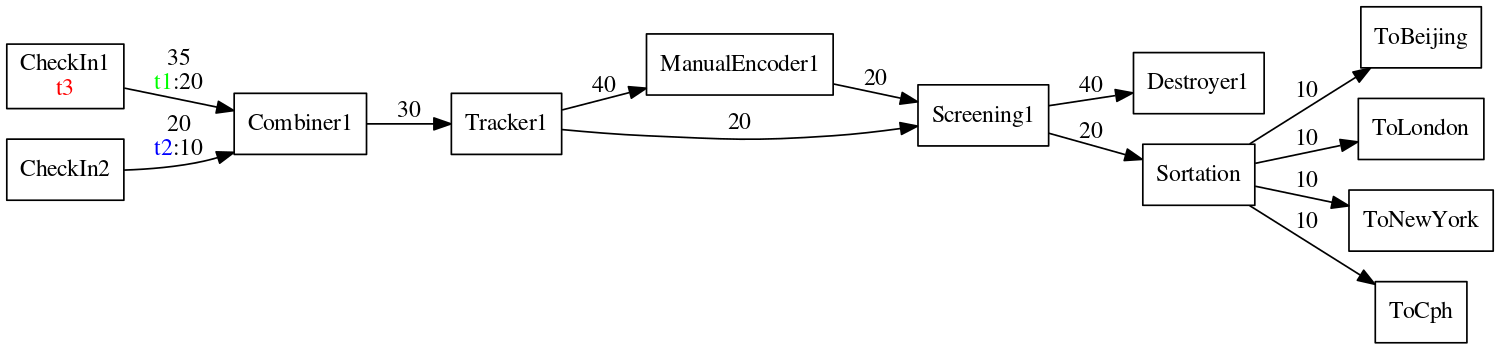 CheckIn1
t3
35
t1:20
CheckIn2
20
t2:10
Combiner1
30
Tracker1
40
20
ManualEncoder1
20
Screening1
40
20
Destroyer1
Sortation
10
10
10
10
ToBeijing
ToLondon
ToNewYork
ToCph